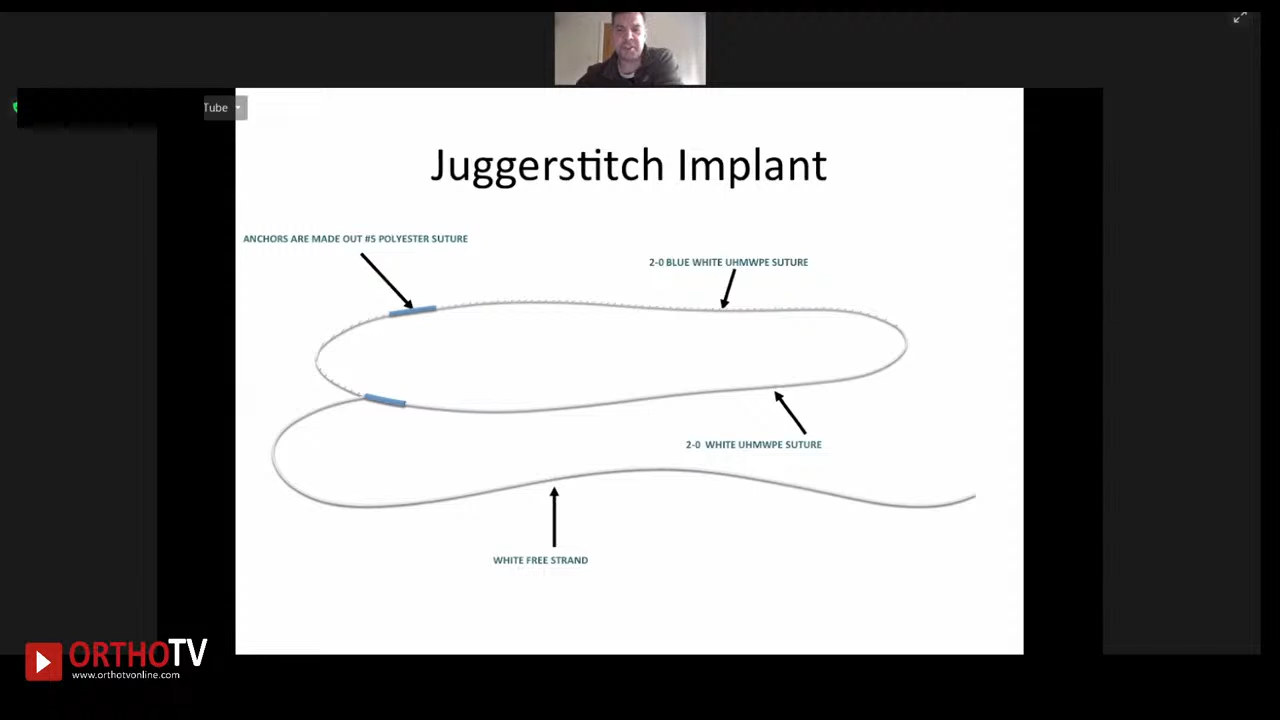 Tube
Juggerstitch Implant
ANCHORS ARE MADE OUT #5 POLYESTER SUTURE
2-0 BLUE WHITE UHMWPE SUTURE
2-0 WHITE UHMWPE SUTURE
WHITE FREE STRAND
ORTHOTV
www.orthotvonline.com